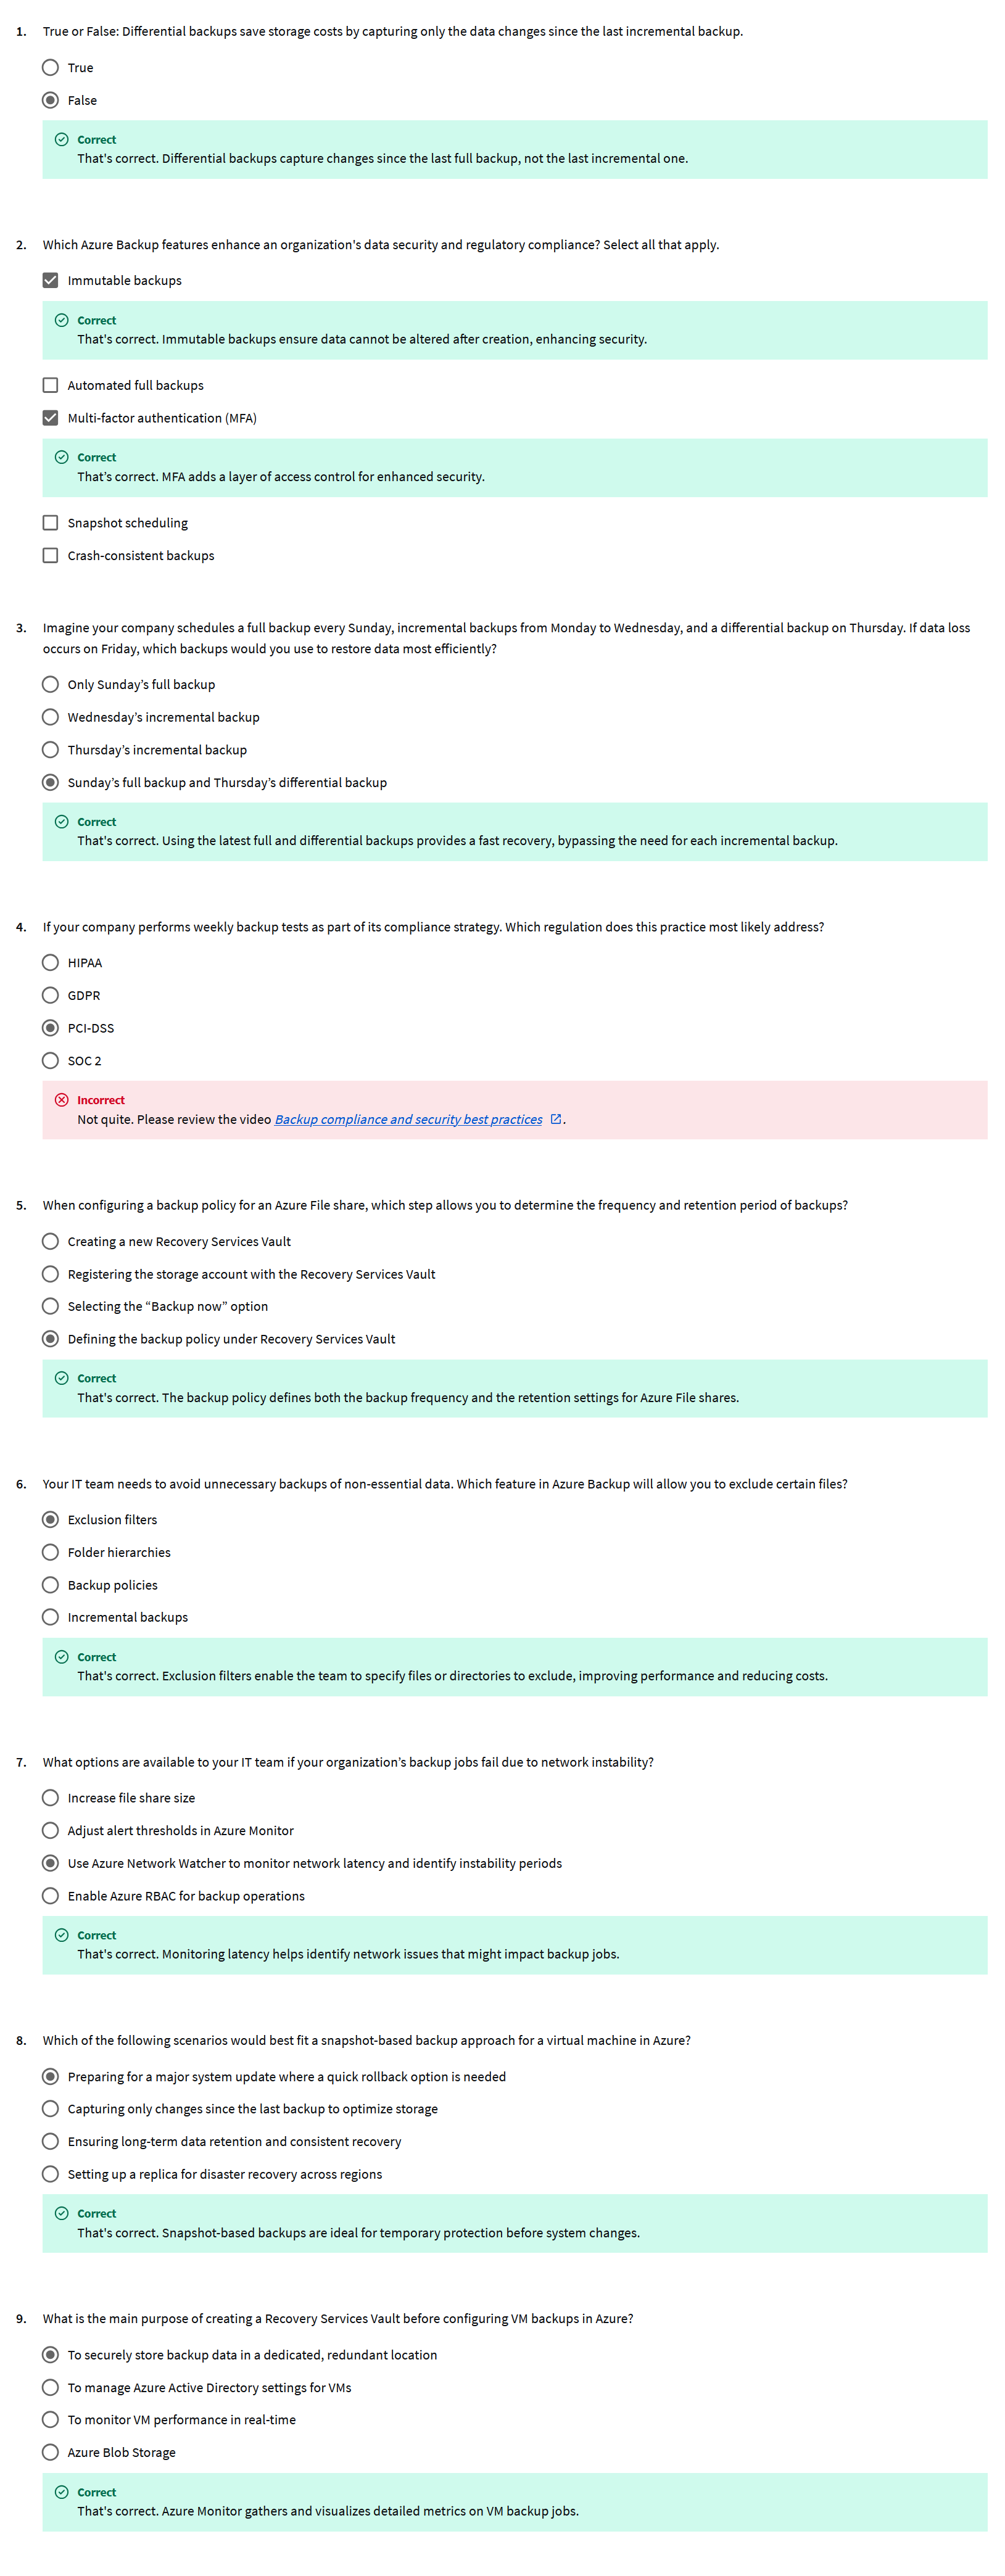 1. True or False: Differential backups save storage costs by capturing only the data changes since the last incremental backup.
True
False
Correct
That's correct. Differential backups capture changes since the last full backup, not the last incremental one.
2. Which Azure Backup features enhance an organization's data security and regulatory compliance? Select all that apply.
Immutable backups
Correct
That's correct. Immutable backups ensure data cannot be altered after creation, enhancing security.
Automated full backups
Multi-factor authentication (MFA)
Correct
That’s correct. MFA adds a layer of access control for enhanced security.
Snapshot scheduling
Crash-consistent backups
3. Imagine your company schedules a full backup every Sunday, incremental backups from Monday to Wednesday, and a differential backup on Thursday. If data loss
occurs on Friday, which backups would you use to restore data most efficiently?
Only Sunday’s full backup
Wednesday’s incremental backup
Thursday’s incremental backup
Sunday’s full backup and Thursday’s differential backup
Correct
That's correct. Using the latest full and differential backups provides a fast recovery, bypassing the need for each incremental backup.
4. If your company performs weekly backup tests as part of its compliance strategy. Which regulation does this practice most likely address?
HIPAA
GDPR
PCI-DSS
SOC 2
Incorrect
Not quite. Please review the video Backup compliance and security best practices .
5. When configuring a backup policy for an Azure File share, which step allows you to determine the frequency and retention period of backups?
Creating a new Recovery Services Vault
Registering the storage account with the Recovery Services Vault
Selecting the “Backup now” option
Defining the backup policy under Recovery Services Vault
Correct
That's correct. The backup policy defines both the backup frequency and the retention settings for Azure File shares.
6. Your IT team needs to avoid unnecessary backups of non-essential data. Which feature in Azure Backup will allow you to exclude certain files?
Exclusion filters
Folder hierarchies
Backup policies
Incremental backups
Correct
That's correct. Exclusion filters enable the team to specify files or directories to exclude, improving performance and reducing costs.
7. What options are available to your IT team if your organization’s backup jobs fail due to network instability?
Increase file share size
Adjust alert thresholds in Azure Monitor
Use Azure Network Watcher to monitor network latency and identify instability periods
Enable Azure RBAC for backup operations
Correct
That's correct. Monitoring latency helps identify network issues that might impact backup jobs.
8. Which of the following scenarios would best fit a snapshot-based backup approach for a virtual machine in Azure?
Preparing for a major system update where a quick rollback option is needed
Capturing only changes since the last backup to optimize storage
Ensuring long-term data retention and consistent recovery
Setting up a replica for disaster recovery across regions
Correct
That's correct. Snapshot-based backups are ideal for temporary protection before system changes.
9. What is the main purpose of creating a Recovery Services Vault before configuring VM backups in Azure?
To securely store backup data in a dedicated, redundant location
To manage Azure Active Directory settings for VMs
To monitor VM performance in real-time
Azure Blob Storage
Correct
That's correct. Azure Monitor gathers and visualizes detailed metrics on VM backup jobs.